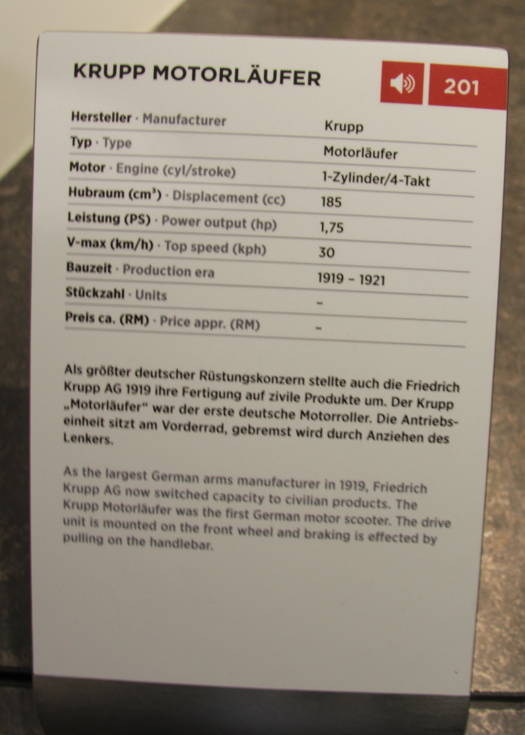 KRUPP MOTORLÄUFER
201
Hersteller · Manufacturer Krupp
Typ · Type Motorläufer
Motor · Engine (cyl/stroke) 1-Zylinder/4-Takt
Hubraum (cm³) · Displacement (cc) 185
Leistung (PS) · Power output (hp) 1,75
V-max (km/h) · Top speed (kph) 30
Bauzeit · Production era 1919 – 1921
Stückzahl · Units –
Preis ca. (RM) · Price appr. (RM) –
Als größter deutscher Rüstungskonzern stellte auch die Friedrich
Krupp AG 1919 ihre Fertigung auf zivile Produkte um. Der Krupp
„Motorläufer“ war der erste deutsche Motorroller. Die Antriebs-
einheit sitzt am Vorderrad, gebremst wird durch Anziehen des
Lenkers.
As the largest German arms manufacturer in 1919, Friedrich
Krupp AG now switched capacity to civilian products. The
Krupp Motorläufer was the first German motor scooter. The drive
unit is mounted on the front wheel and braking is effected by
pulling on the handlebar.